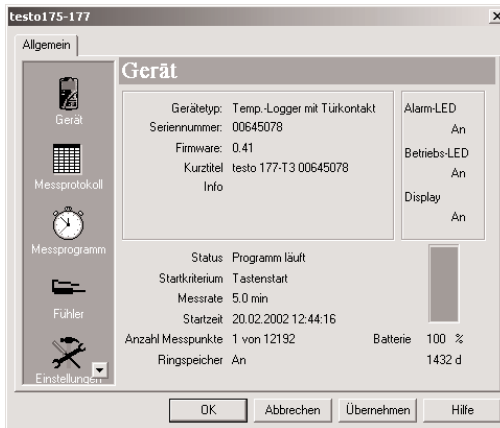 testo175-177
Allgemein
Gerät
Gerät
Messprotokoll
Messprogramm
Fühler
Einstellungen
Gerätetyp: Temp.-Logger mit Türkontakt
Seriennummer: 00645078
Firmware: 0.41
Kurztitel testo 177-T3 00645078
Info
Alarm-LED
An
Betriebs-LED
An
Display
An
Status Programm läuft
Startkriterium Tastenstart
Messrate 5.0 min
Startzeit 20.02.2002 12:44:16
Anzahl Messpunkte 1 von 12192
Ringspeicher An
Batterie 100 %
1432 d
OK
Abbrechen
Übernehmen
Hilfe